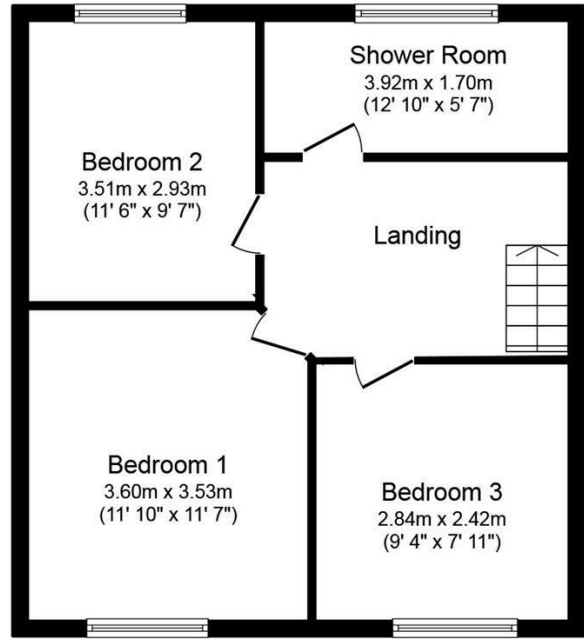 Shower Room
3.92m x 1.70m
(12' 10" x 5' 7")
Bedroom 2
3.51m x 2.93m
(11' 6" x 9' 7")
Landing
Bedroom 1
3.60m x 3.53m
(11' 10" x 11' 7")
Bedroom 3
2.84m x 2.42m
(9' 4" x 7' 11")